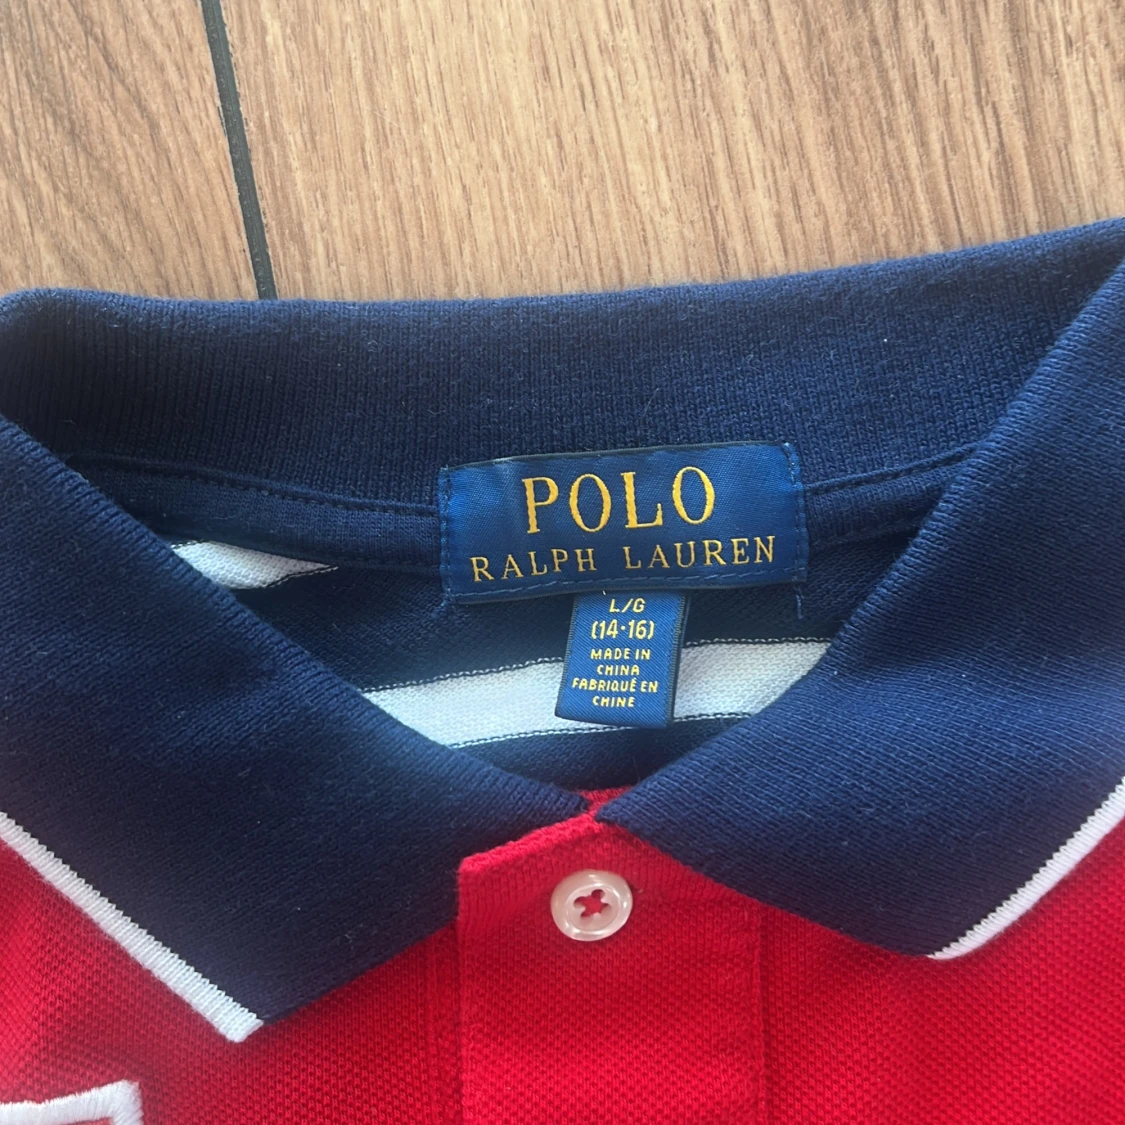 POLO
RALPH LAUREN
L/G
(14·16)
MADE IN
CHINA
FABRIQUÉ EN
CHINE